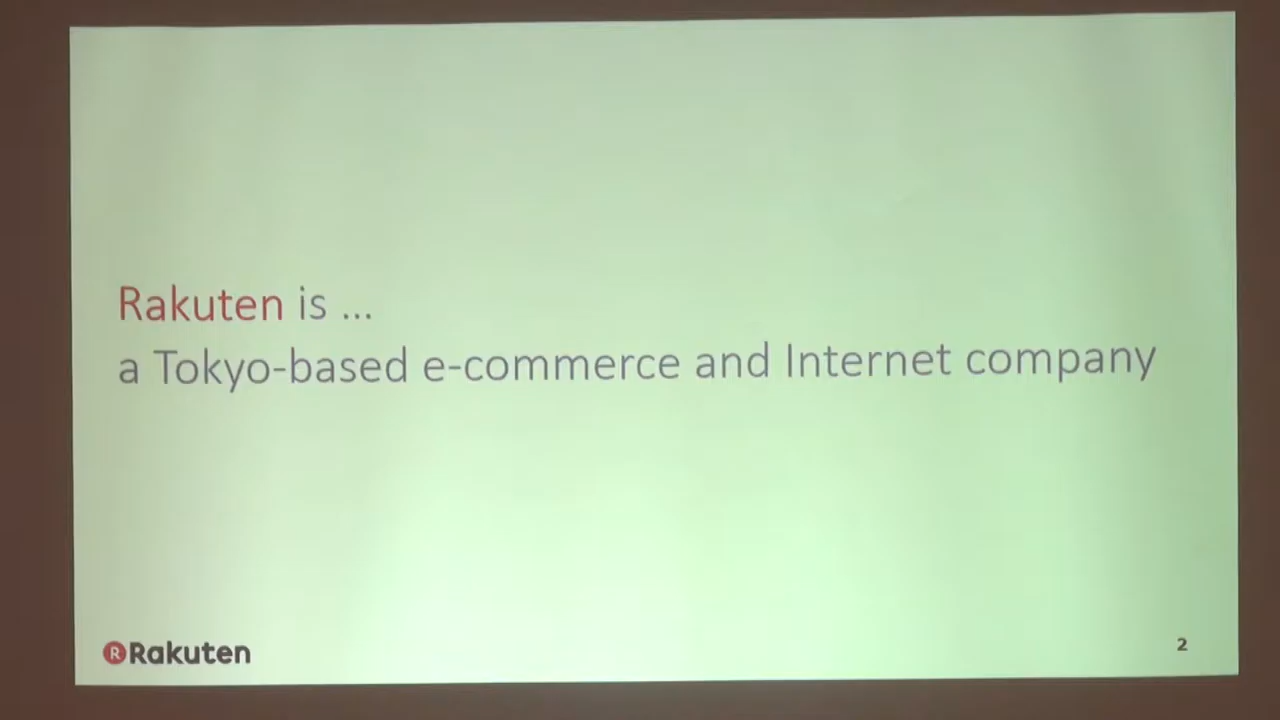 Rakuten is ...
a Tokyo-based e-commerce and Internet company
R Rakuten
2